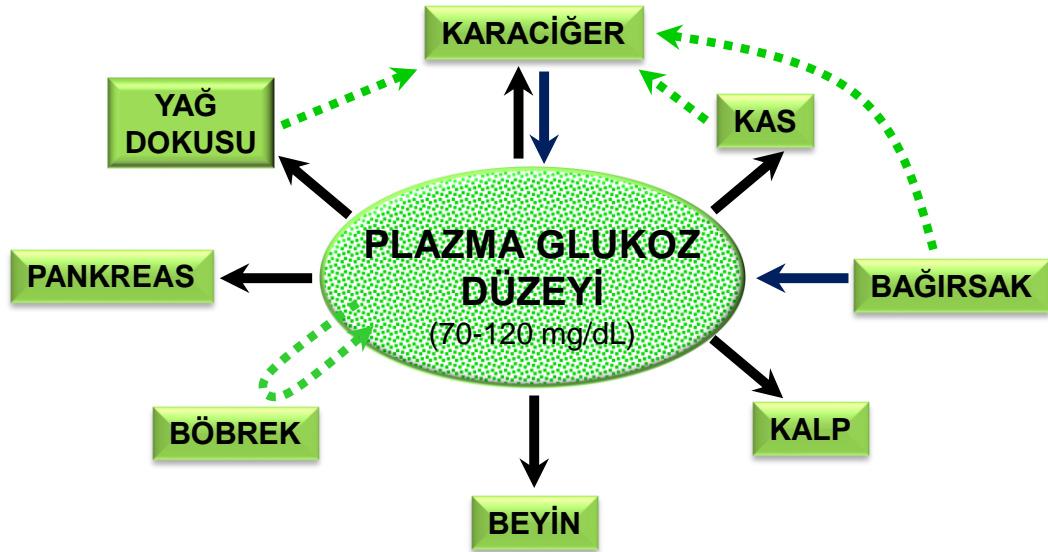 KARACİĞER
YAĞ
DOKUSU
KAS
PLAZMA GLUKOZ
DÜZEYİ
(70-120 mg/dL)
PANKREAS
BAĞIRSAK
BÖBREK
KALP
BEYİN